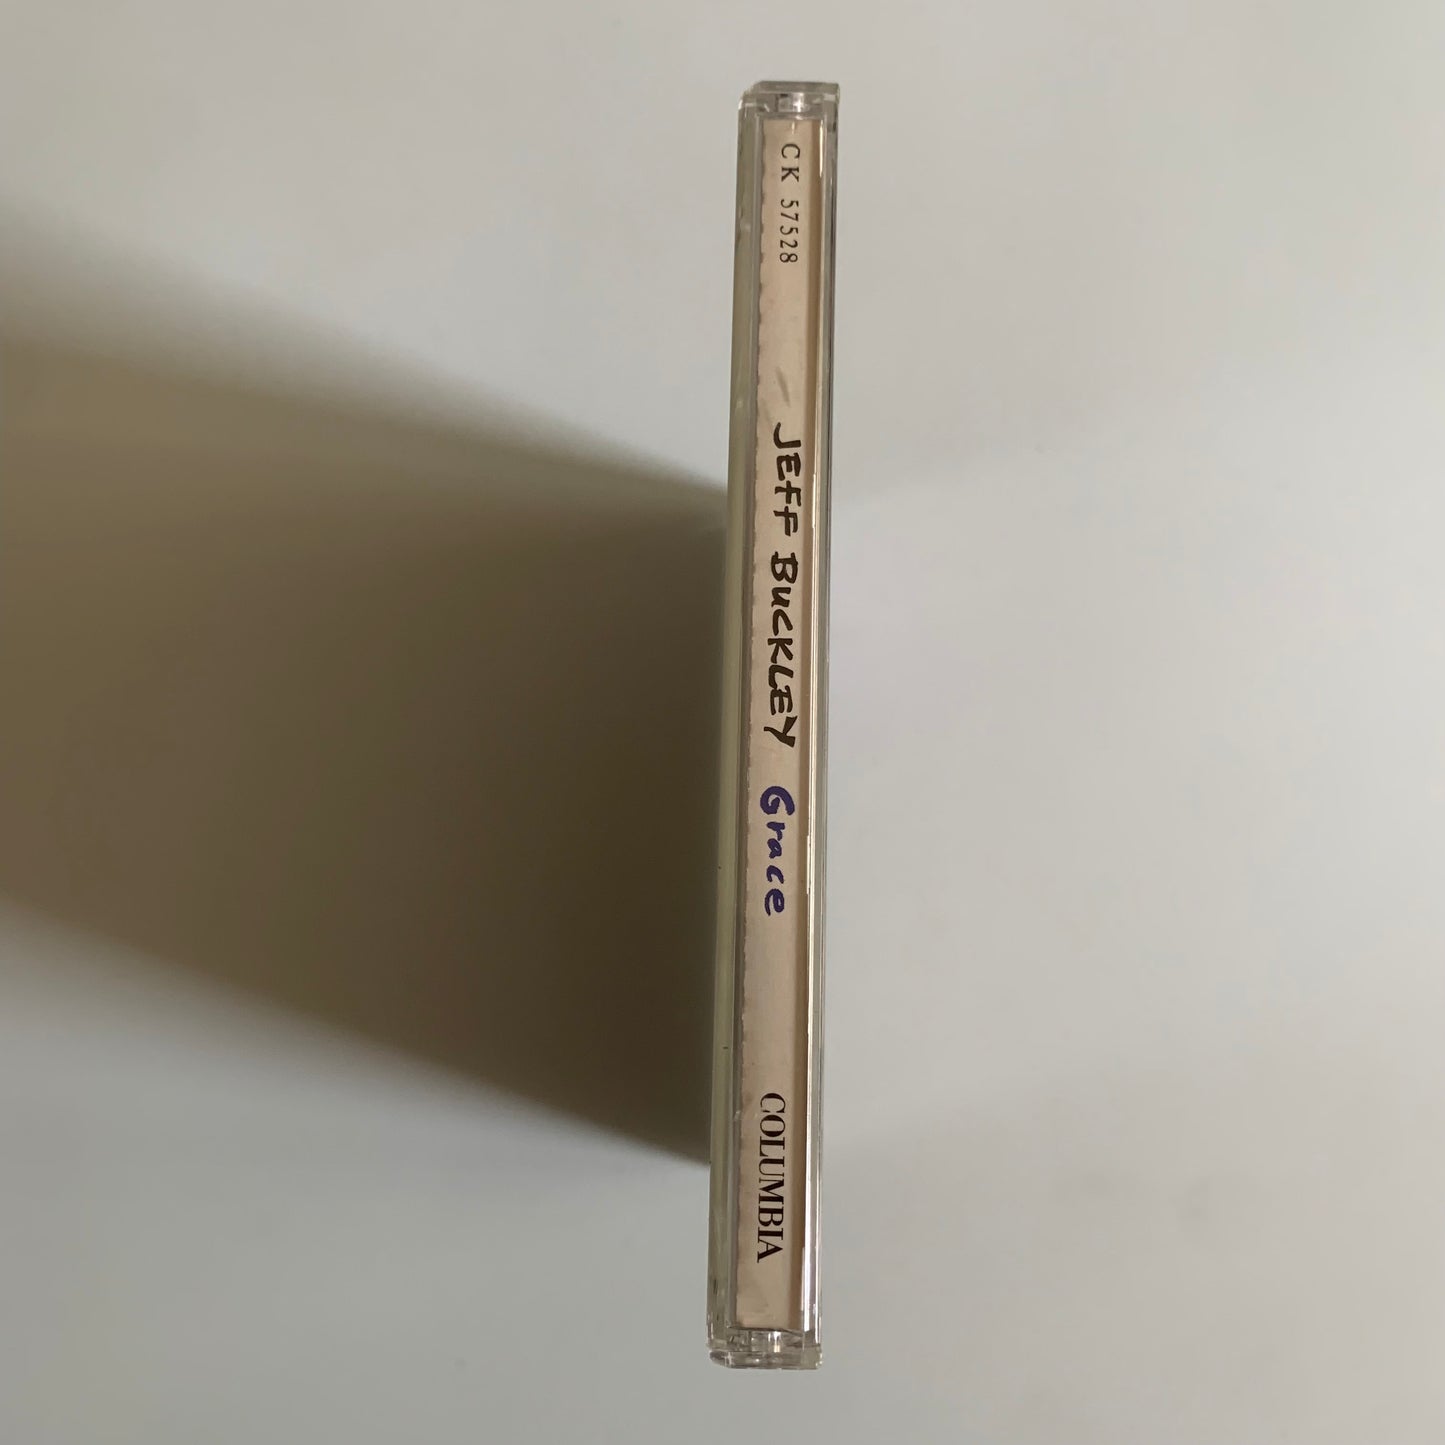 CK 57528
JEFF BUCKLEY Grace
COLUMBIA